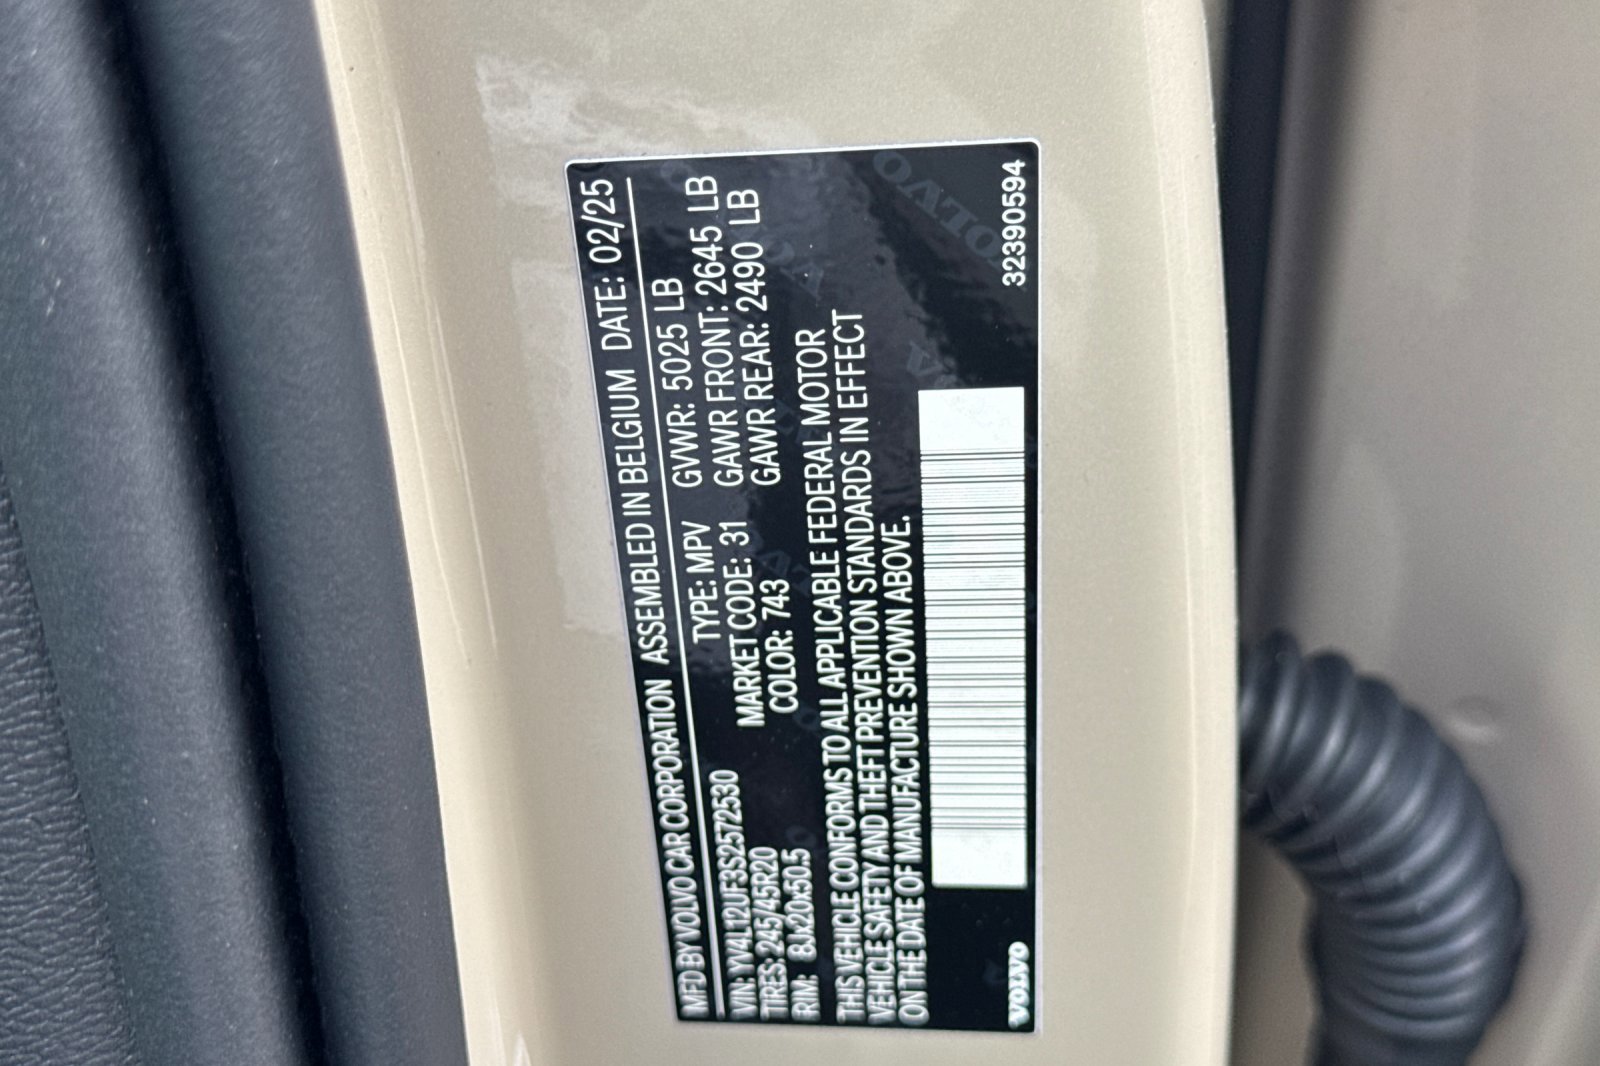 MFD BY VOLVO CAR CORPORATION ASSEMBLED IN BELGIUM DATE: 02/25
VIN: YV4L12UF3S2572530 TYPE: MPV GVWR: 5025 LB
TIRES: 245/45R20 MARKET CODE: 31 GAWR FRONT: 2645 LB
RIM: 8Jx20x50.5 COLOR: 743 GAWR REAR: 2490 LB
THIS VEHICLE CONFORMS TO ALL APPLICABLE FEDERAL MOTOR
VEHICLE SAFETY AND THEFT PREVENTION STANDARDS IN EFFECT
ON THE DATE OF MANUFACTURE SHOWN ABOVE.
VOLVO 32390594